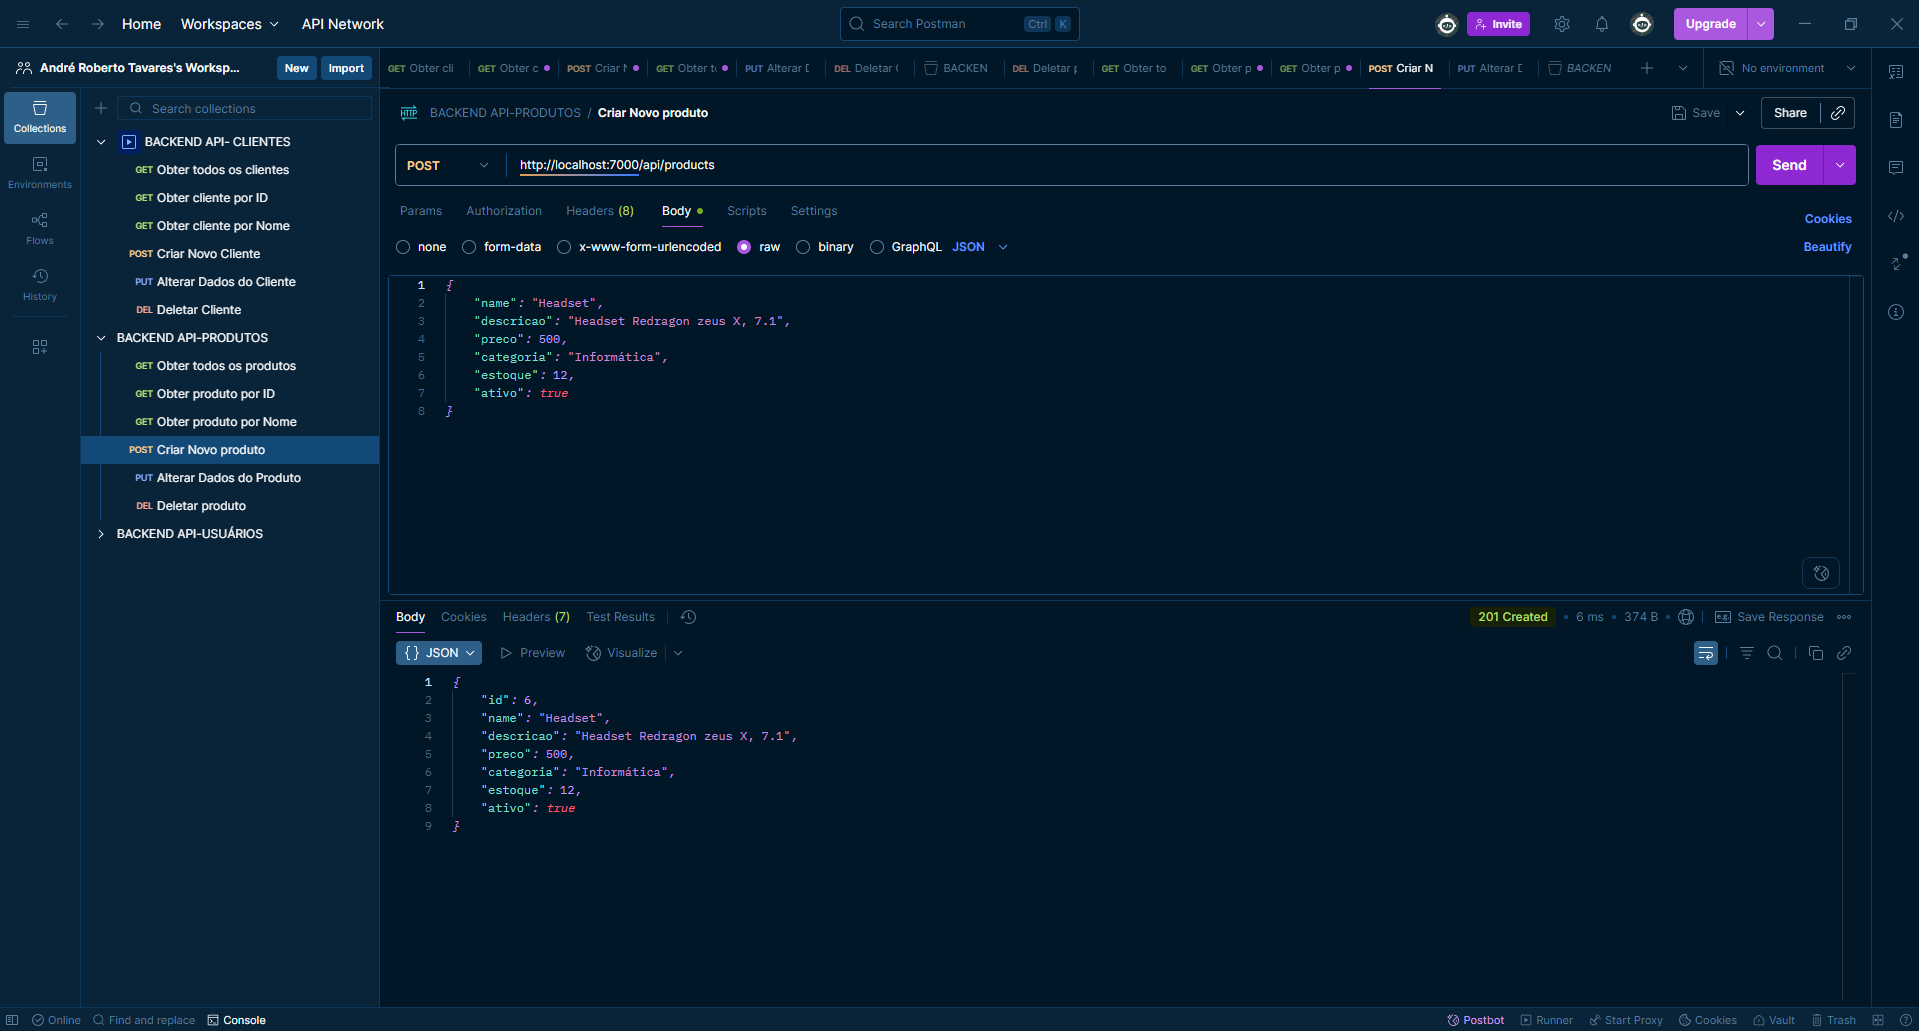 Home Workspaces API Network Search Postman Ctrl K Invite Upgrade
André Roberto Tavares's Worksp... New Import
GET Obter cli GET Obter c POST Criar N GET Obter t PUT Alterar D DEL Deletar BACKEN DEL Deletar p GET Obter to GET Obter p GET Obter p POST Criar N PUT Alterar D BACKEN No environment
Collections
Environments
Flows
History
Search collections
BACKEND API- CLIENTES
GET Obter todos os clientes
GET Obter cliente por ID
GET Obter cliente por Nome
POST Criar Novo Cliente
PUT Alterar Dados do Cliente
DEL Deletar Cliente
BACKEND API-PRODUTOS
GET Obter todos os produtos
GET Obter produto por ID
GET Obter produto por Nome
POST Criar Novo produto
PUT Alterar Dados do Produto
DEL Deletar produto
BACKEND API-USUÁRIOS
HTTP BACKEND API-PRODUTOS / Criar Novo produto Save Share
POST http://localhost:7000/api/products Send
Params Authorization Headers (8) Body Scripts Settings Cookies
none form-data x-www-form-urlencoded raw binary GraphQL JSON Beautify
1 {
2 "name": "Headset",
3 "descricao": "Headset Redragon zeus X, 7.1",
4 "preco": 500,
5 "categoria": "Informática",
6 "estoque": 12,
7 "ativo": true
8 }
Body Cookies Headers (7) Test Results 201 Created • 6 ms • 374 B • e.g. Save Response
{} JSON Preview Visualize
1 {
2 "id": 6,
3 "name": "Headset",
4 "descricao": "Headset Redragon zeus X, 7.1",
5 "preco": 500,
6 "categoria": "Informática",
7 "estoque": 12,
8 "ativo": true
9 }
Online Find and replace Console Postbot Runner Start Proxy Cookies Vault Trash